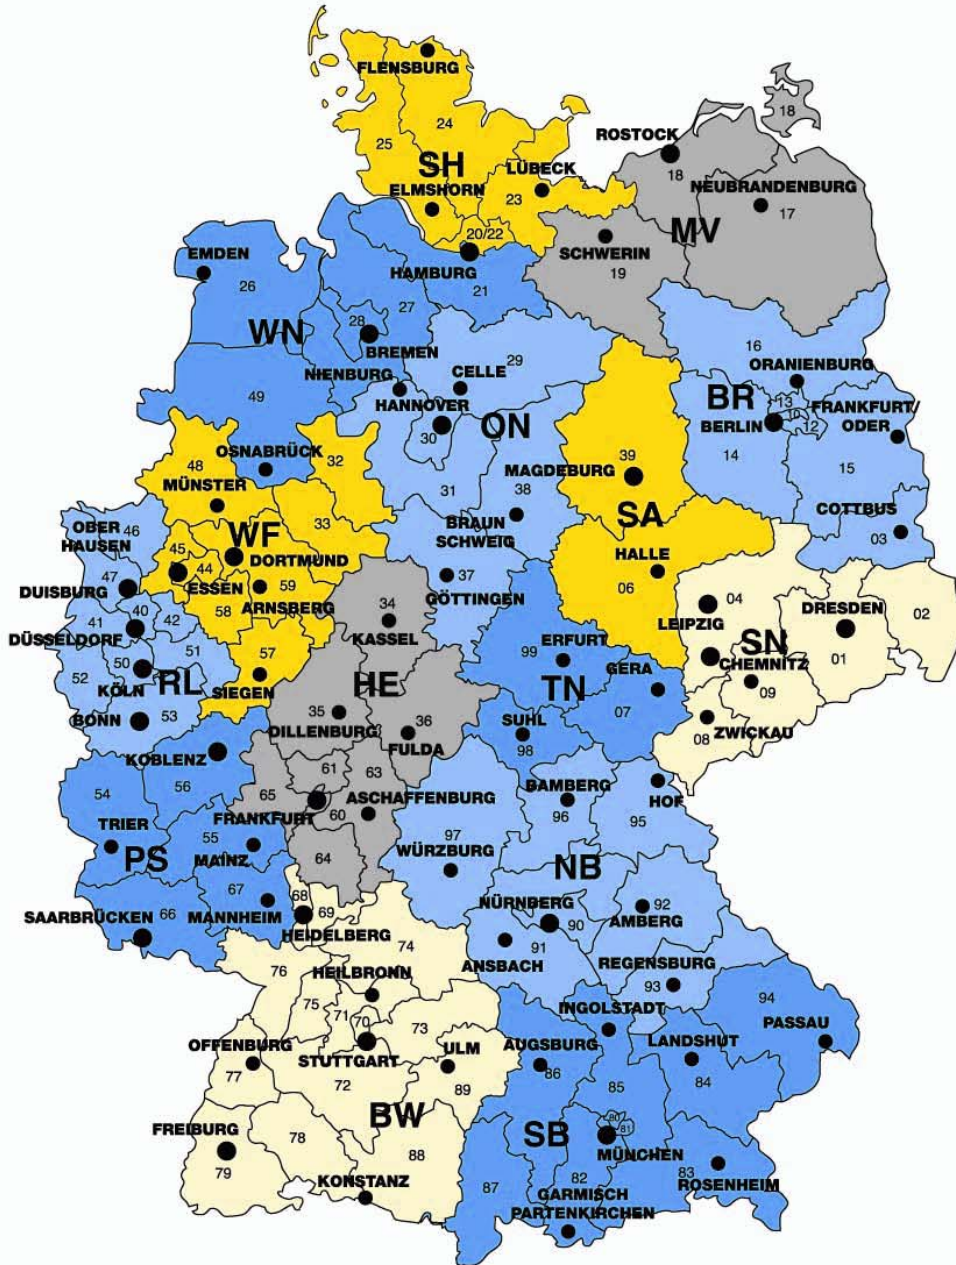 FLENSBURG
24
25
SH
ELMSHORN
LÜBECK
23
20/22
HAMBURG
21
ROSTOCK
18
18
NEUBRANDENBURG
17
MV
SCHWERIN
19
EMDEN
26
WN
27
28
BREMEN
NIENBURG
49
OSNABRÜCK
29
CELLE
HANNOVER
30
ON
31
38
BRAUN
SCHWEIG
37
GÖTTINGEN
16
ORANIENBURG
BR
13
10
12
BERLIN
FRANKFURT/
ODER
14
15
COTTBUS
03
39
MAGDEBURG
SA
HALLE
06
48
MÜNSTER
32
33
WF
45
44
DORTMUND
ESSEN
59
58
ARNSBERG
57
SIEGEN
OBER
HAUSEN
46
47
DUISBURG
40
41
42
DÜSSELDORF
51
50
52
KÖLN
RL
BONN
53
34
KASSEL
HE
35
DILLENBURG
36
FULDA
61
63
65
FRANKFURT
60
ASCHAFFENBURG
64
ERFURT
99
GERA
TN
07
SUHL
98
04
LEIPZIG
DRESDEN
02
SN
01
CHEMNITZ
09
08
ZWICKAU
KOBLENZ
54
56
TRIER
55
PS
MAINZ
67
SAARBRÜCKEN
66
MANNHEIM
BAMBERG
96
HOF
95
97
WÜRZBURG
NB
NÜRNBERG
90
92
AMBERG
91
ANSBACH
REGENSBURG
93
68
69
HEIDELBERG
74
76
HEILBRONN
75
71
70
73
STUTTGART
OFFENBURG
77
ULM
72
89
BW
FREIBURG
79
78
88
KONSTANZ
INGOLSTADT
94
PASSAU
AUGSBURG
86
LANDSHUT
85
84
80
81
SB
MÜNCHEN
87
82
83
ROSENHEIM
GARMISCH
PARTENKIRCHEN